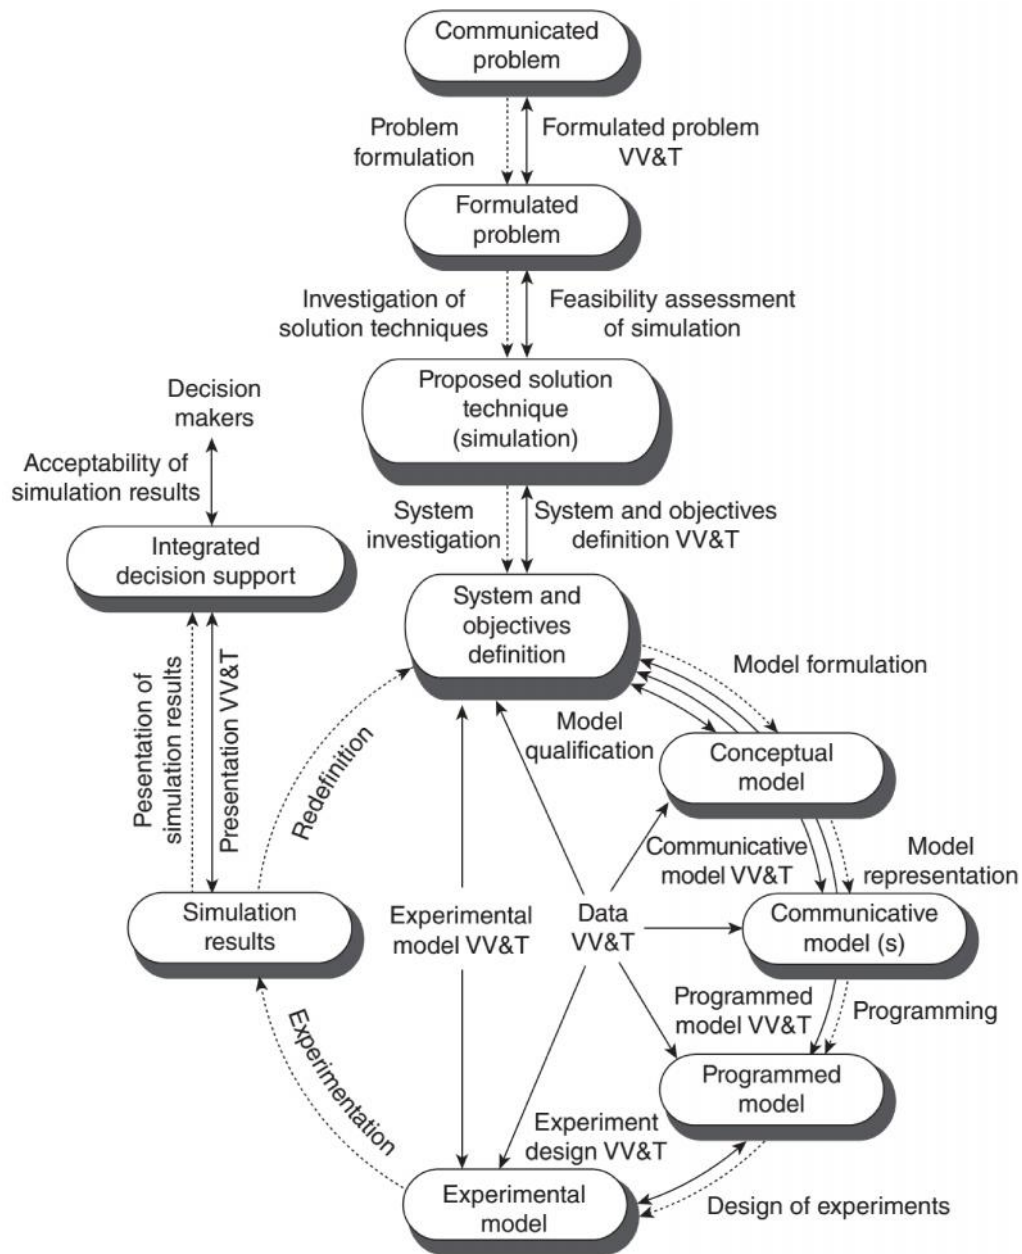 Communicated
problem
Problem
formulation
Formulated problem
VV&T
Formulated
problem
Investigation of
solution techniques
Feasibility assessment
of simulation
Proposed solution
technique
(simulation)
Decision
makers
Acceptability of
simulation results
System
investigation
System and objectives
definition VV&T
Integrated
decision support
System and
objectives
definition
Model formulation
Pesentation of
simulation results
Presentation VV&T
Redefinition
Model
qualification
Conceptual
model
Communicative
model VV&T
Model
representation
Simulation
results
Experimental
model VV&T
Data
VV&T
Communicative
model (s)
Programmed
model VV&T
Programming
Experimentation
Programmed
model
Experiment
design VV&T
Experimental
model
Design of experiments